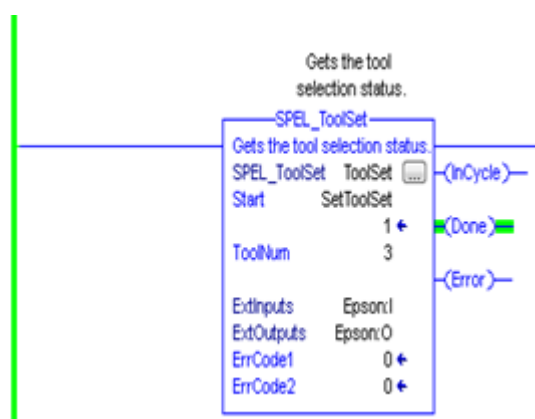 Gets the tool
selection status.
SPEL_ToolSet
Gets the tool selection status.
SPEL_ToolSet ToolSet ... (InCycle)
Start SetToolSet
1 (Done)
ToolNum 3
(Error)
ExtInputs Epson:I
ExtOutputs Epson:O
ErrCode1 0
ErrCode2 0